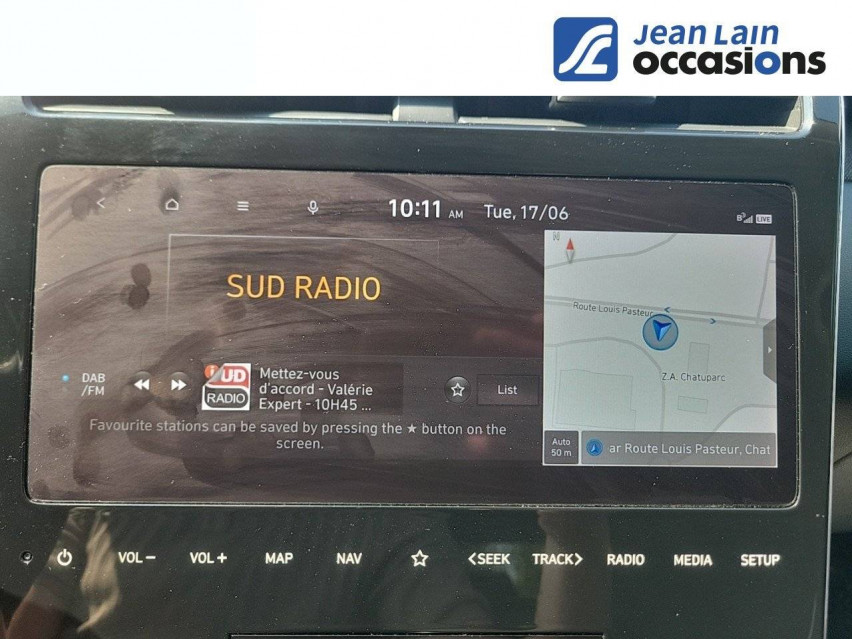 Jean Lain
occasions
10:11 AM Tue, 17/06
B3 LIVE
N
SUD RADIO
Route Louis Pasteur
Z.A. Chatuparc
DAB
/FM
SUD
RADIO
Mettez-vous
d'accord - Valérie
Expert - 10H45 ...
List
Favourite stations can be saved by pressing the ★ button on the
screen.
Auto
50 m
ar Route Louis Pasteur, Chat
VOL− VOL+ MAP NAV <SEEK TRACK> RADIO MEDIA SETUP